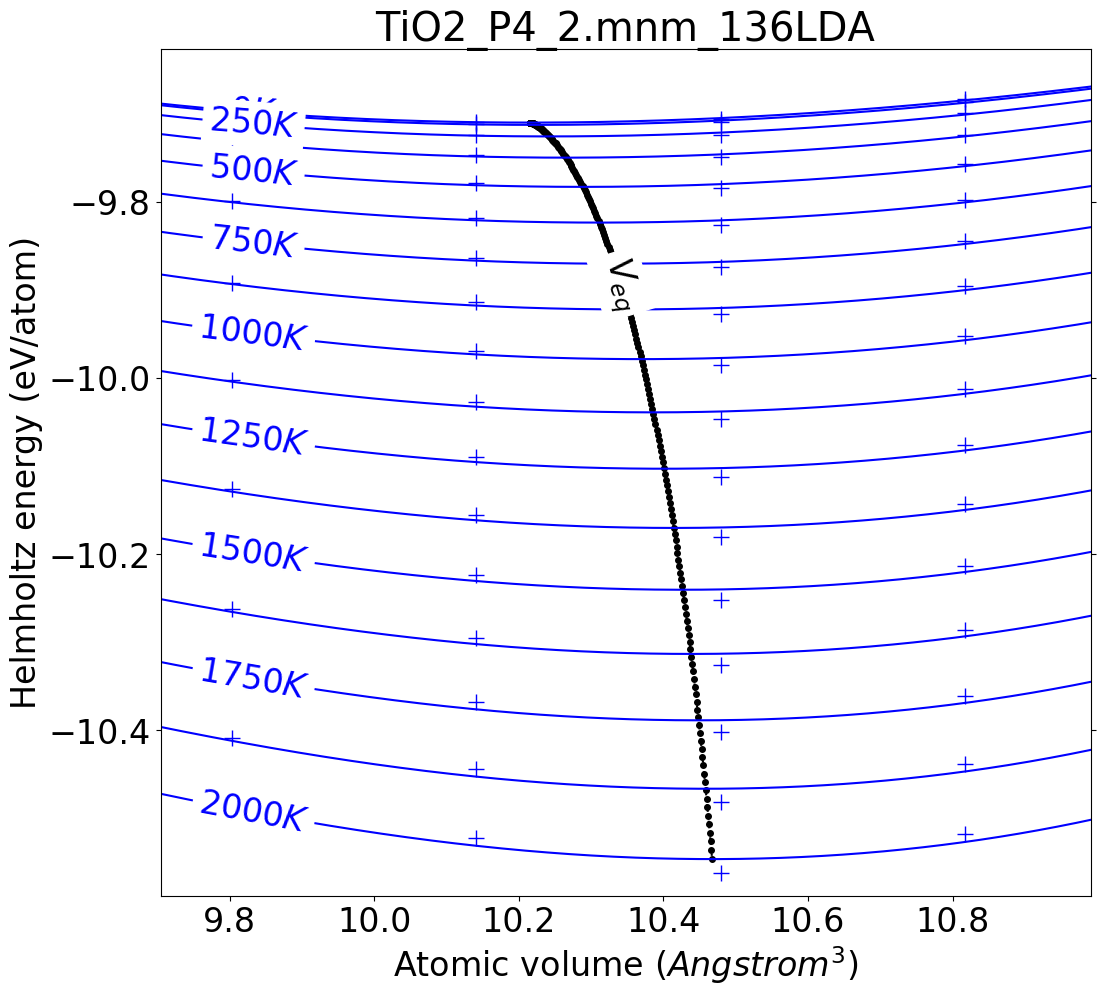 TiO2_P4_2.mnm_136LDA
Helmholtz energy (eV/atom)
−9.8
−10.0
−10.2
−10.4
0K
250K
500K
750K
1000K
1250K
1500K
1750K
2000K
V_eq
9.8 10.0 10.2 10.4 10.6 10.8
Atomic volume (Angstrom³)